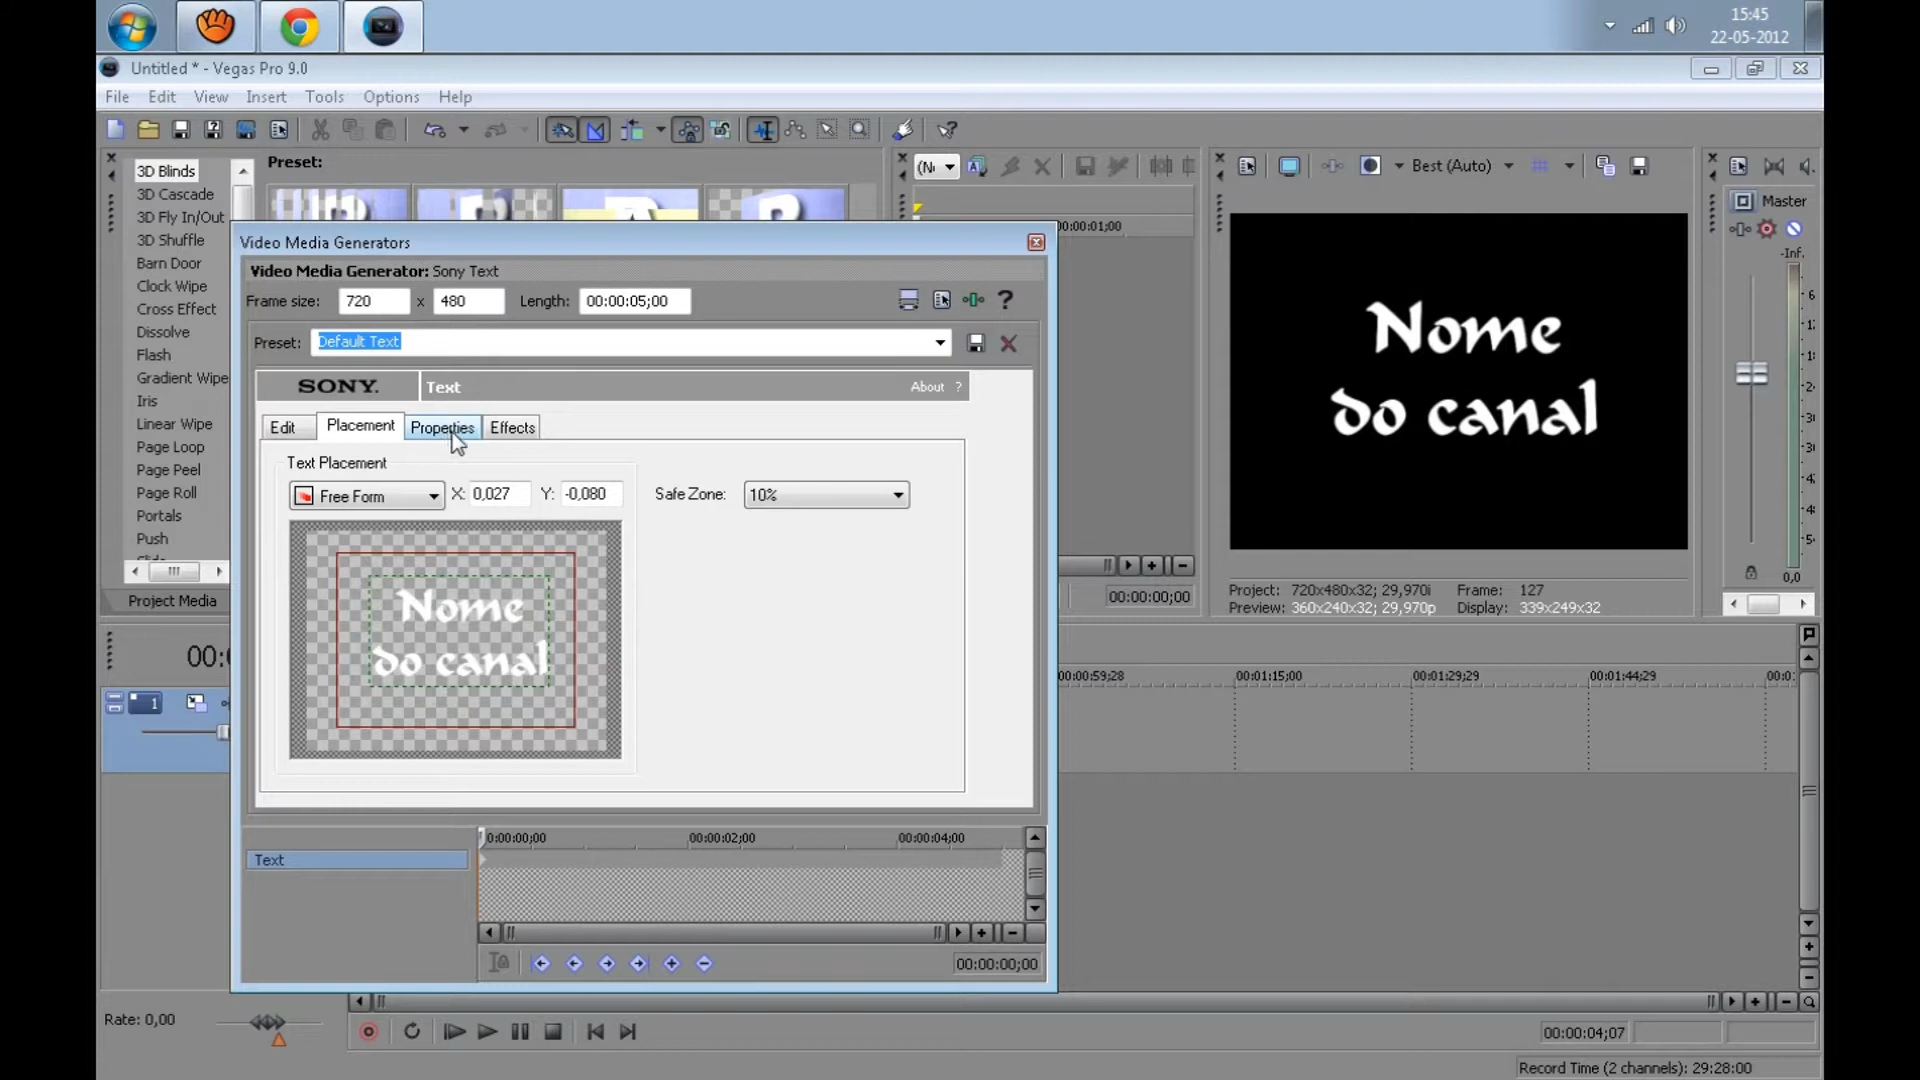 15:45
22-05-2012
Untitled * - Vegas Pro 9.0
File Edit View Insert Tools Options Help
3D Blinds
3D Cascade
3D Fly In/Out
3D Shuffle
Barn Door
Clock Wipe
Cross Effect
Dissolve
Flash
Gradient Wipe
Iris
Linear Wipe
Page Loop
Page Peel
Page Roll
Portals
Push
Preset:
Best (Auto)
Master
-Inf.
Video Media Generators
Video Media Generator: Sony Text
Frame size: 720 x 480 Length: 00:00:05;00
Preset: Default Text
SONY. Text About ?
Edit Placement Properties Effects
Text Placement
Free Form X: 0,027 Y: -0,080 Safe Zone: 10%
Nome
do canal
Nome
do canal
00:00:01;00
00:00:00;00
Project: 720x480x32; 29,970i Frame: 127
Preview: 360x240x32; 29,970p Display: 339x249x32
0,0
Project Media
1
00:00:59;28 00:01:15;00 00:01:29;29 00:01:44;29
0:00:00;00 00:00:02;00 00:00:04;00
Text
00:00:00;00
Rate: 0,00
00:00:04;07
Record Time (2 channels): 29:28:00